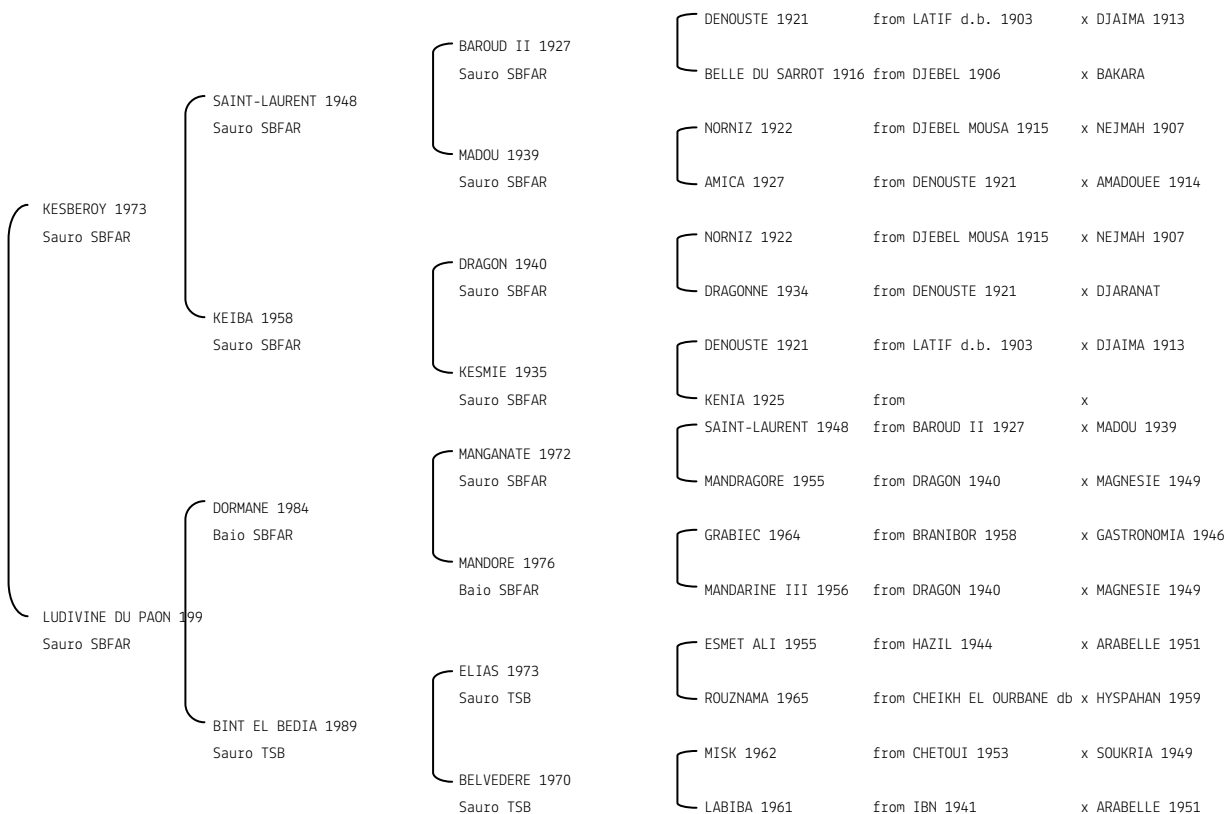 DENOUSTE 1921 from LATIF d.b. 1903 x DJAIMA 1913
BAROUD II 1927
Sauro SBFAR
BELLE DU SARROT 1916 from DJEBEL 1906 x BAKARA
SAINT-LAURENT 1948
Sauro SBFAR
NORNIZ 1922 from DJEBEL MOUSA 1915 x NEJMAH 1907
MADOU 1939
Sauro SBFAR
AMICA 1927 from DENOUSTE 1921 x AMADOUEE 1914
KESBEROY 1973
Sauro SBFAR
NORNIZ 1922 from DJEBEL MOUSA 1915 x NEJMAH 1907
DRAGON 1940
Sauro SBFAR
DRAGONNE 1934 from DENOUSTE 1921 x DJARANAT
KEIBA 1958
Sauro SBFAR
DENOUSTE 1921 from LATIF d.b. 1903 x DJAIMA 1913
KESMIE 1935
Sauro SBFAR
KENIA 1925 from x
SAINT-LAURENT 1948 from BAROUD II 1927 x MADOU 1939
MANGANATE 1972
Sauro SBFAR
MANDRAGORE 1955 from DRAGON 1940 x MAGNESIE 1949
DORMANE 1984
Baio SBFAR
GRABIEC 1964 from BRANIBOR 1958 x GASTRONOMIA 1946
MANDORE 1976
Baio SBFAR
MANDARINE III 1956 from DRAGON 1940 x MAGNESIE 1949
LUDIVINE DU PAON 199
Sauro SBFAR
ESMET ALI 1955 from HAZIL 1944 x ARABELLE 1951
ELIAS 1973
Sauro TSB
ROUZNAMA 1965 from CHEIKH EL OURBANE db x HYSPAHAN 1959
BINT EL BEDIA 1989
Sauro TSB
MISK 1962 from CHETOUI 1953 x SOUKRIA 1949
BELVEDERE 1970
Sauro TSB
LABIBA 1961 from IBN 1941 x ARABELLE 1951